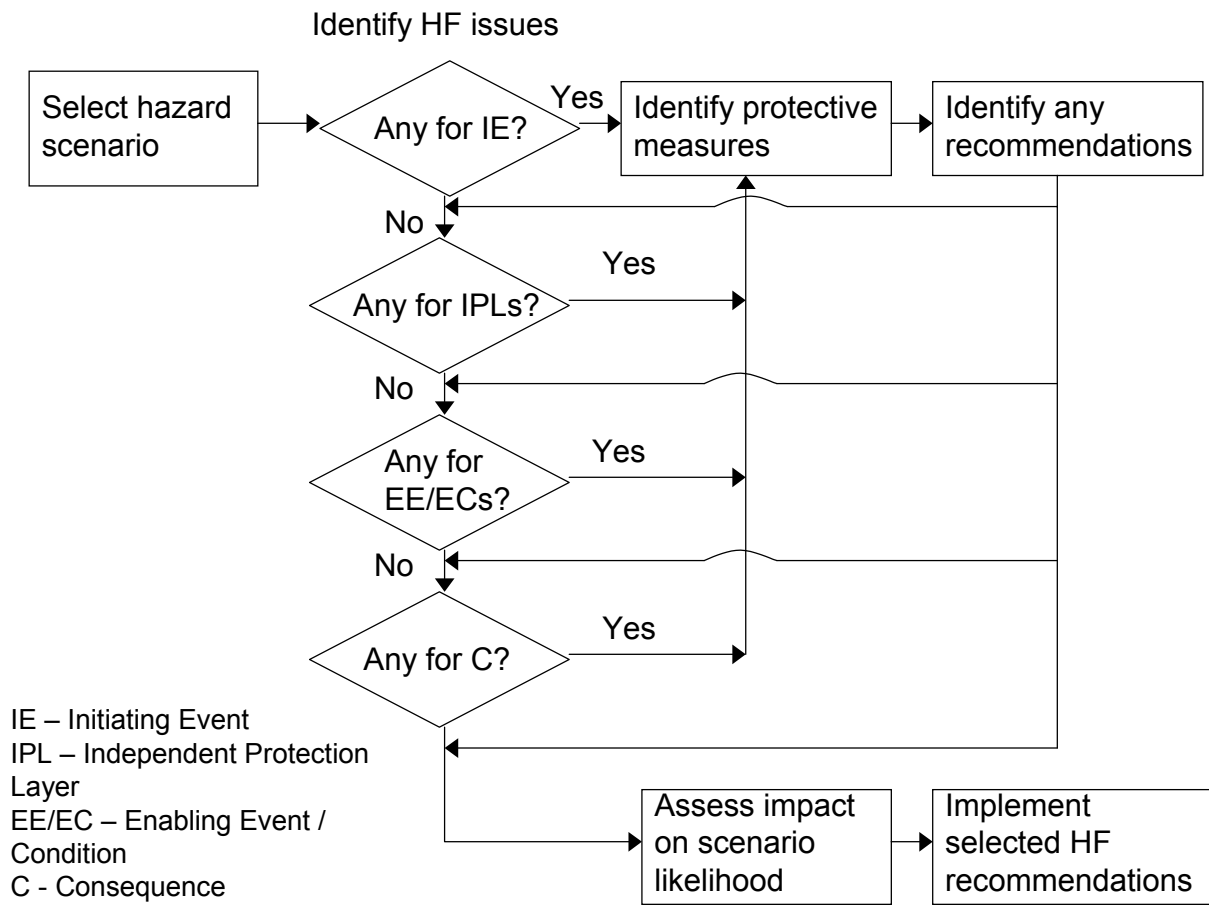 Identify HF issues
Select hazard
scenario
Any for IE?
Yes
Identify protective
measures
Identify any
recommendations
No
Any for IPLs?
Yes
No
Any for
EE/ECs?
Yes
No
Any for C?
Yes
IE – Initiating Event
IPL – Independent Protection
Layer
EE/EC – Enabling Event /
Condition
C - Consequence
Assess impact
on scenario
likelihood
Implement
selected HF
recommendations